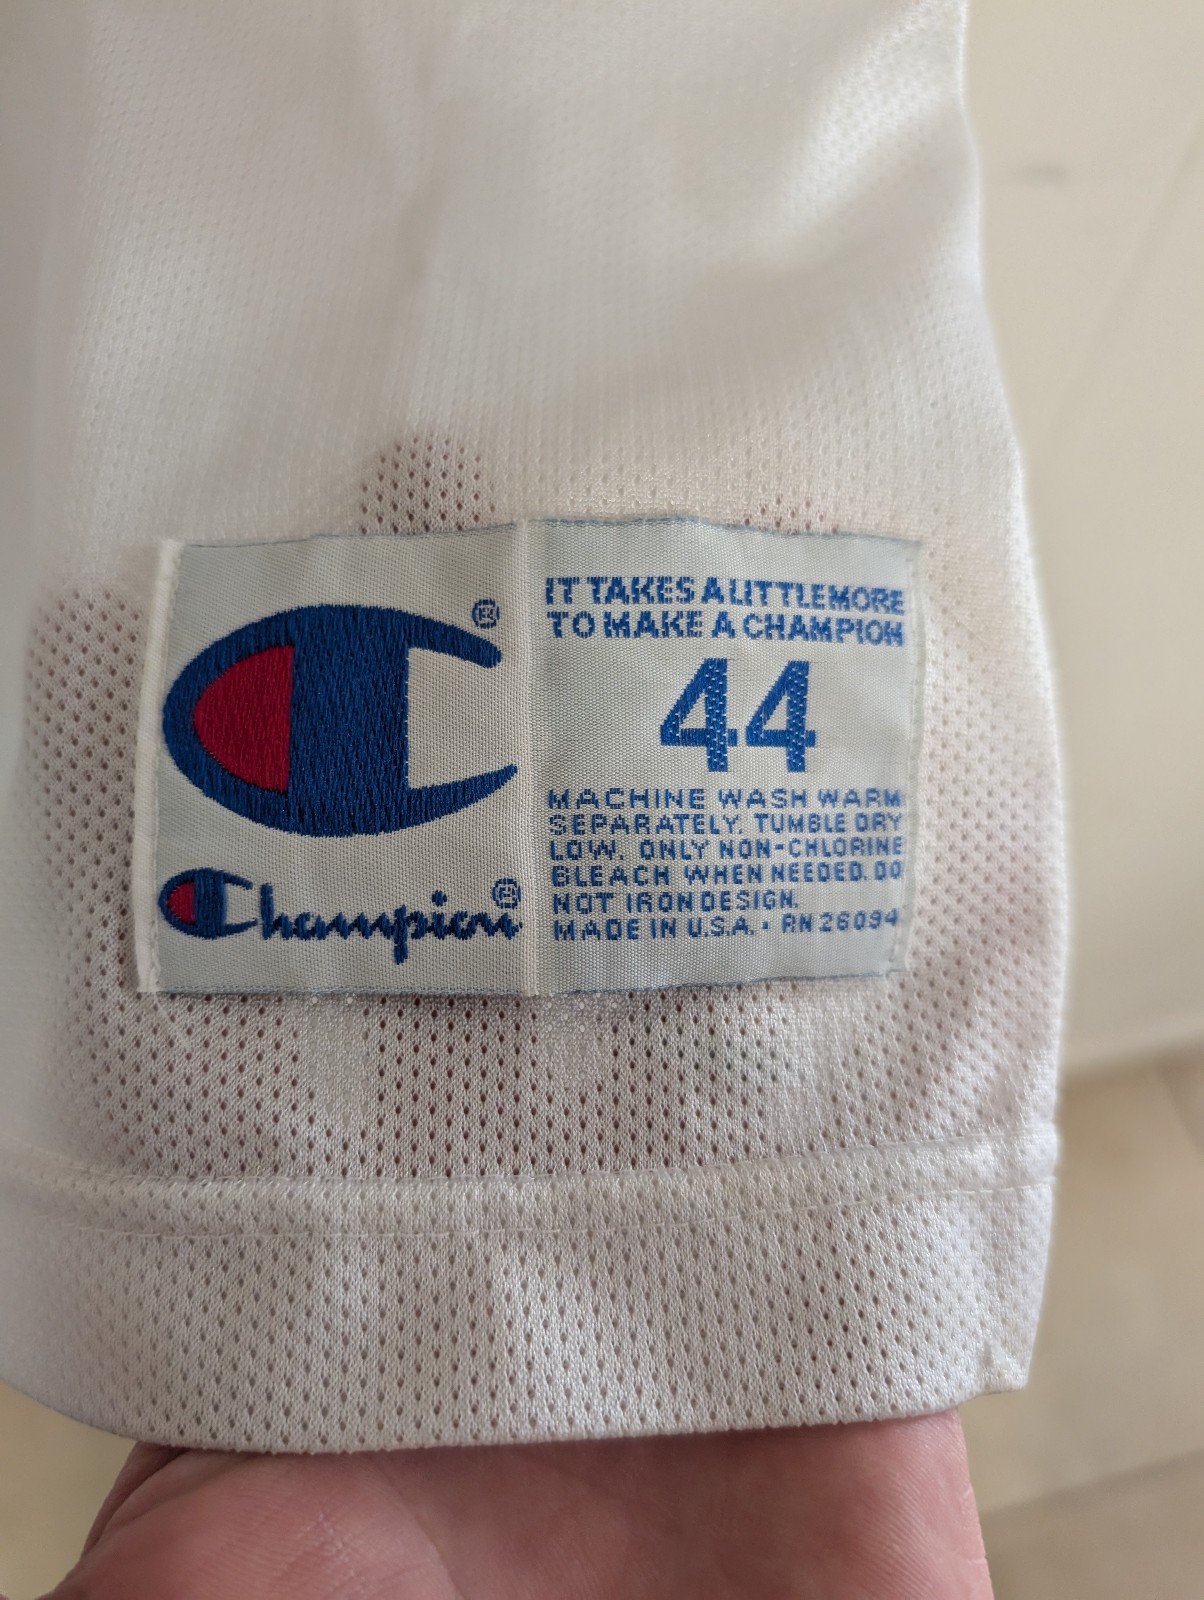 ®
Champion®
IT TAKES A LITTLE MORE
TO MAKE A CHAMPION
44
MACHINE WASH WARM
SEPARATELY. TUMBLE DRY
LOW. ONLY NON-CHLORINE
BLEACH WHEN NEEDED. DO
NOT IRON DESIGN.
MADE IN U.S.A. · RN 26094